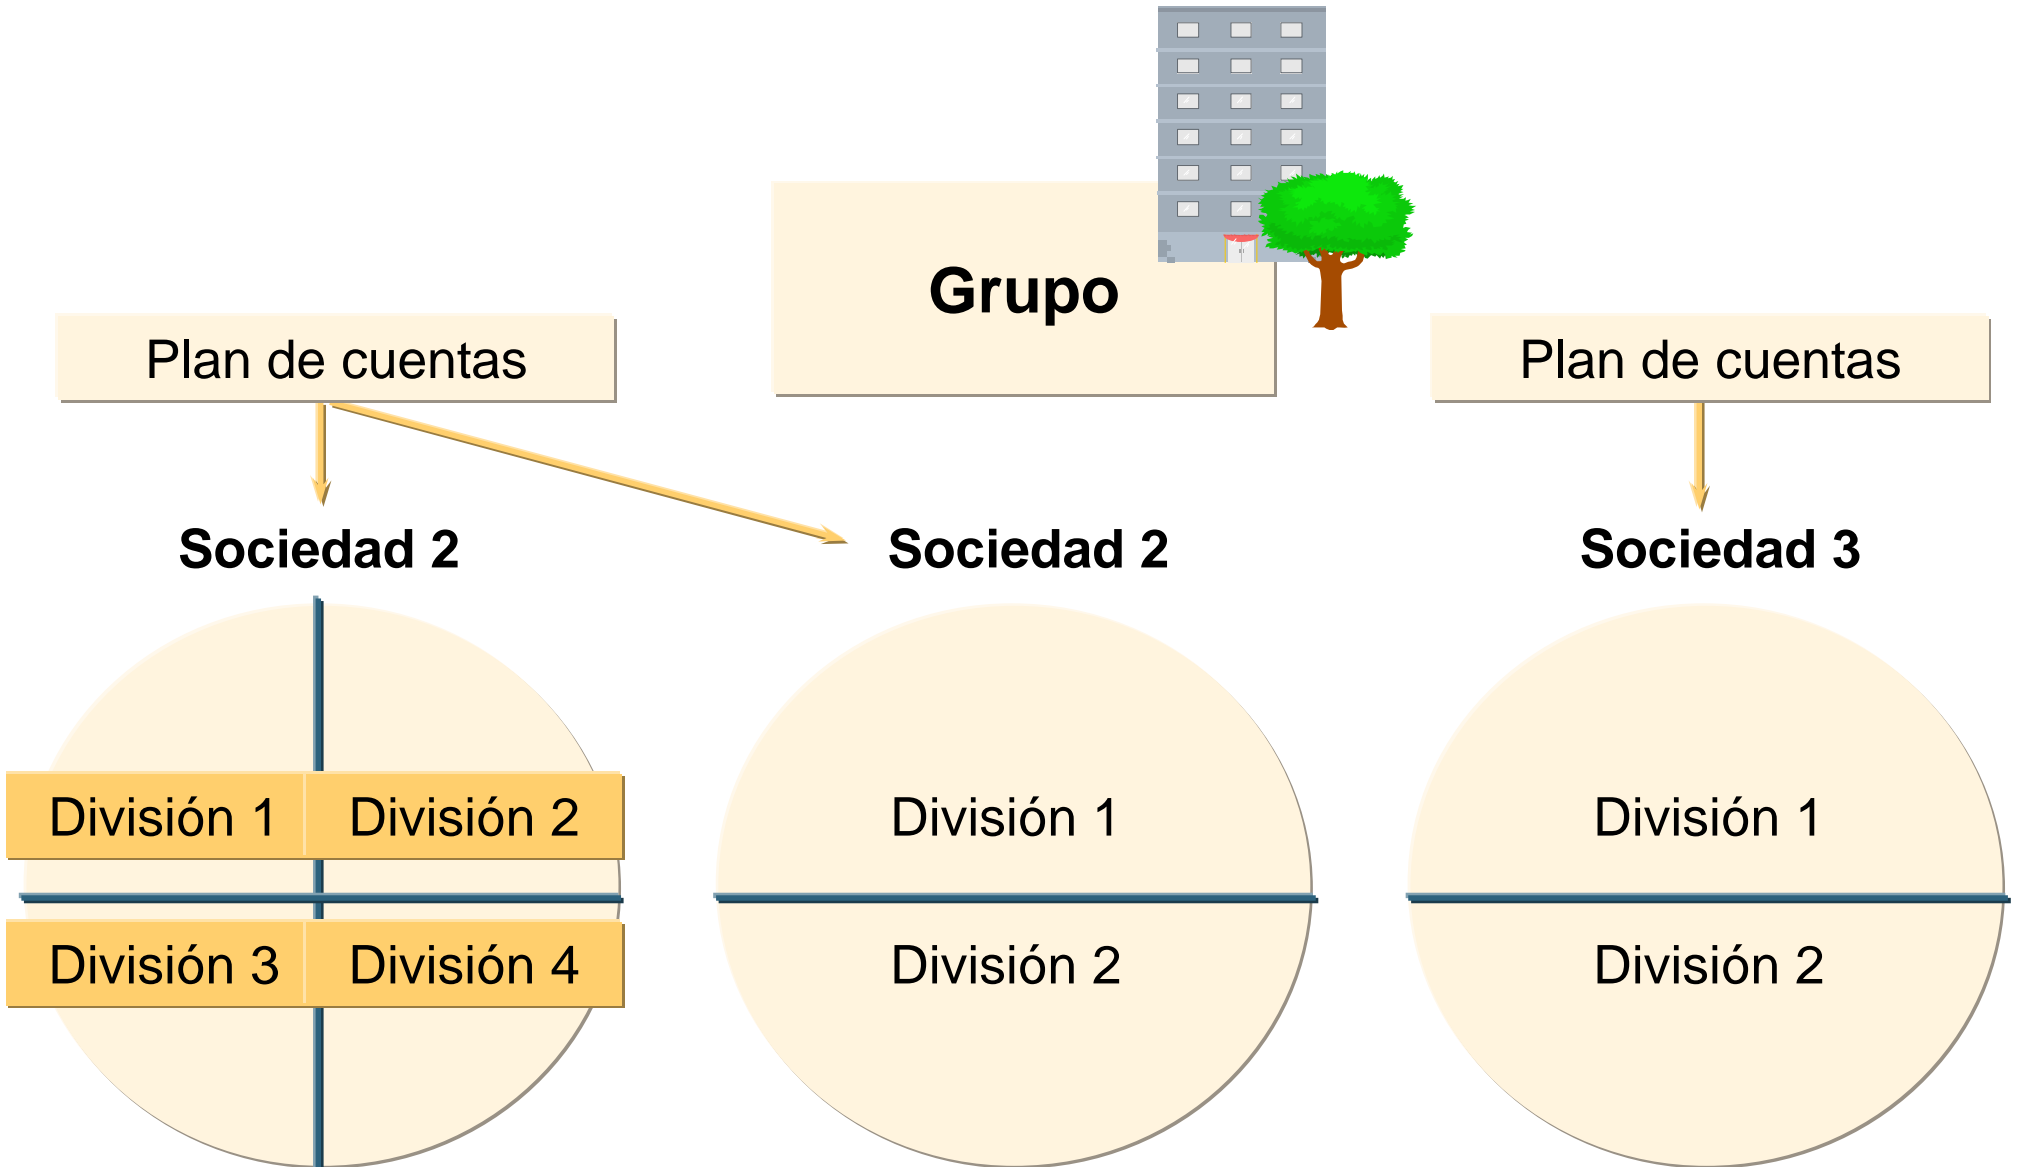 Grupo
Plan de cuentas
Plan de cuentas
Sociedad 2
Sociedad 2
Sociedad 3
División 1
División 2
División 1
División 1
División 3
División 4
División 2
División 2